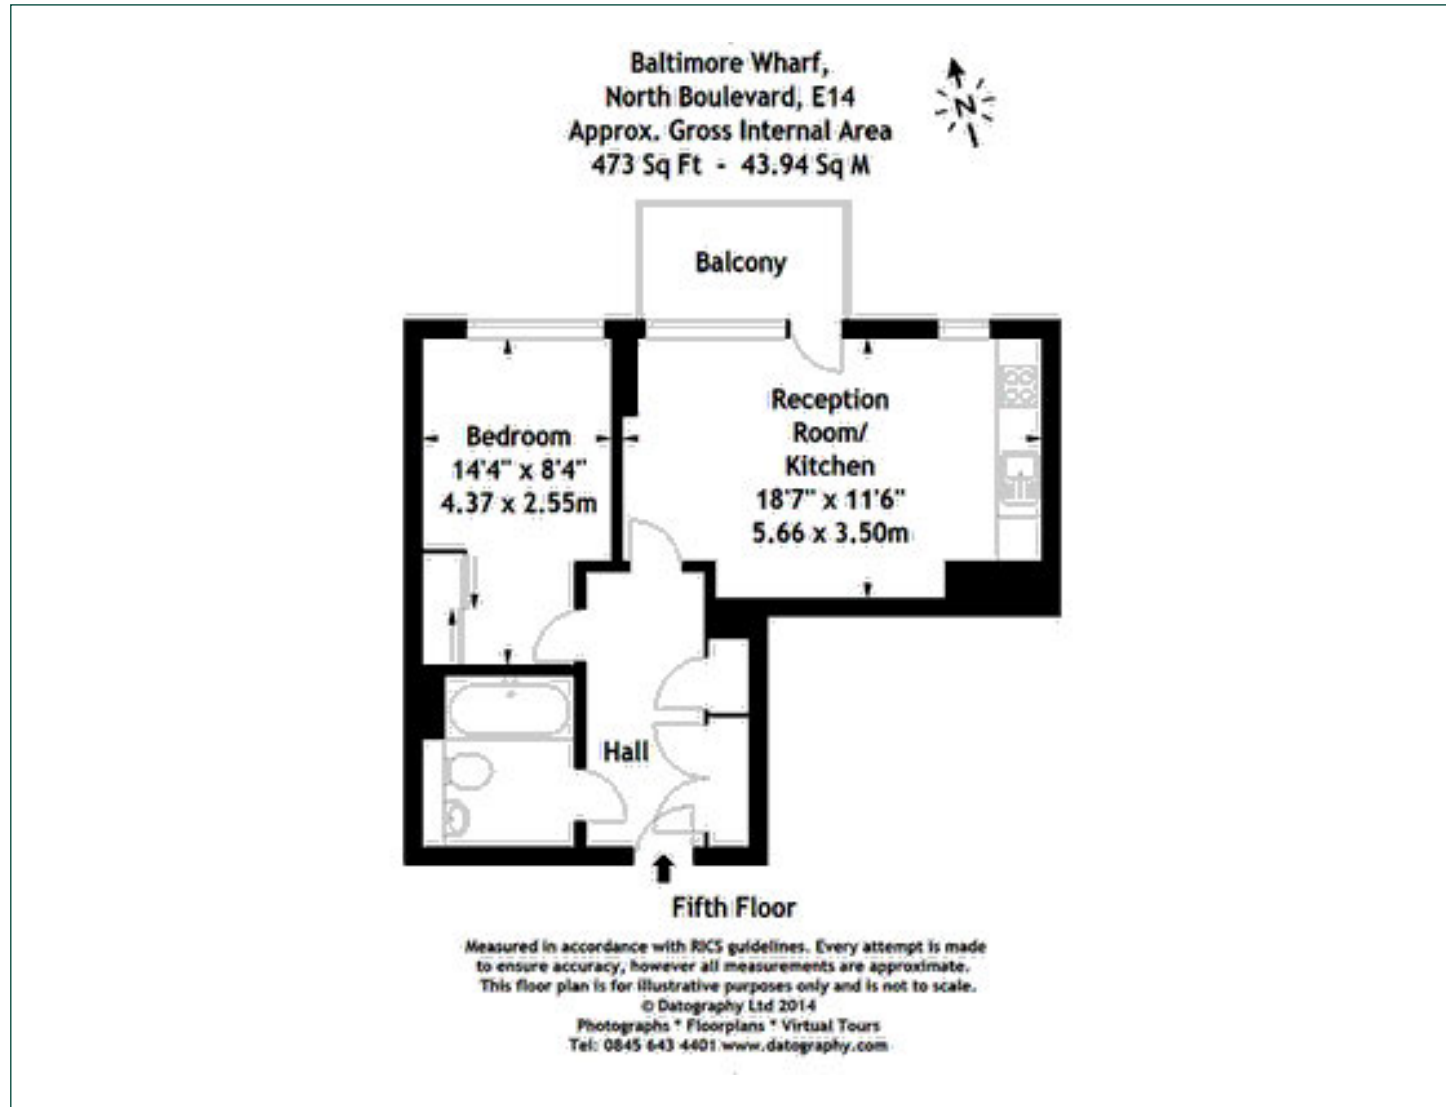 Baltimore Wharf,
North Boulevard, E14
Approx. Gross Internal Area
473 Sq Ft - 43.94 Sq M
N
Balcony
Bedroom
14'4" x 8'4"
4.37 x 2.55m
Reception
Room/
Kitchen
18'7" x 11'6"
5.66 x 3.50m
Hall
Fifth Floor
Measured in accordance with RICS guidelines. Every attempt is made
to ensure accuracy, however all measurements are approximate.
This floor plan is for illustrative purposes only and is not to scale.
© Datography Ltd 2014
Photographs * Floorplans * Virtual Tours
Tel: 0845 643 4401 www.datography.com